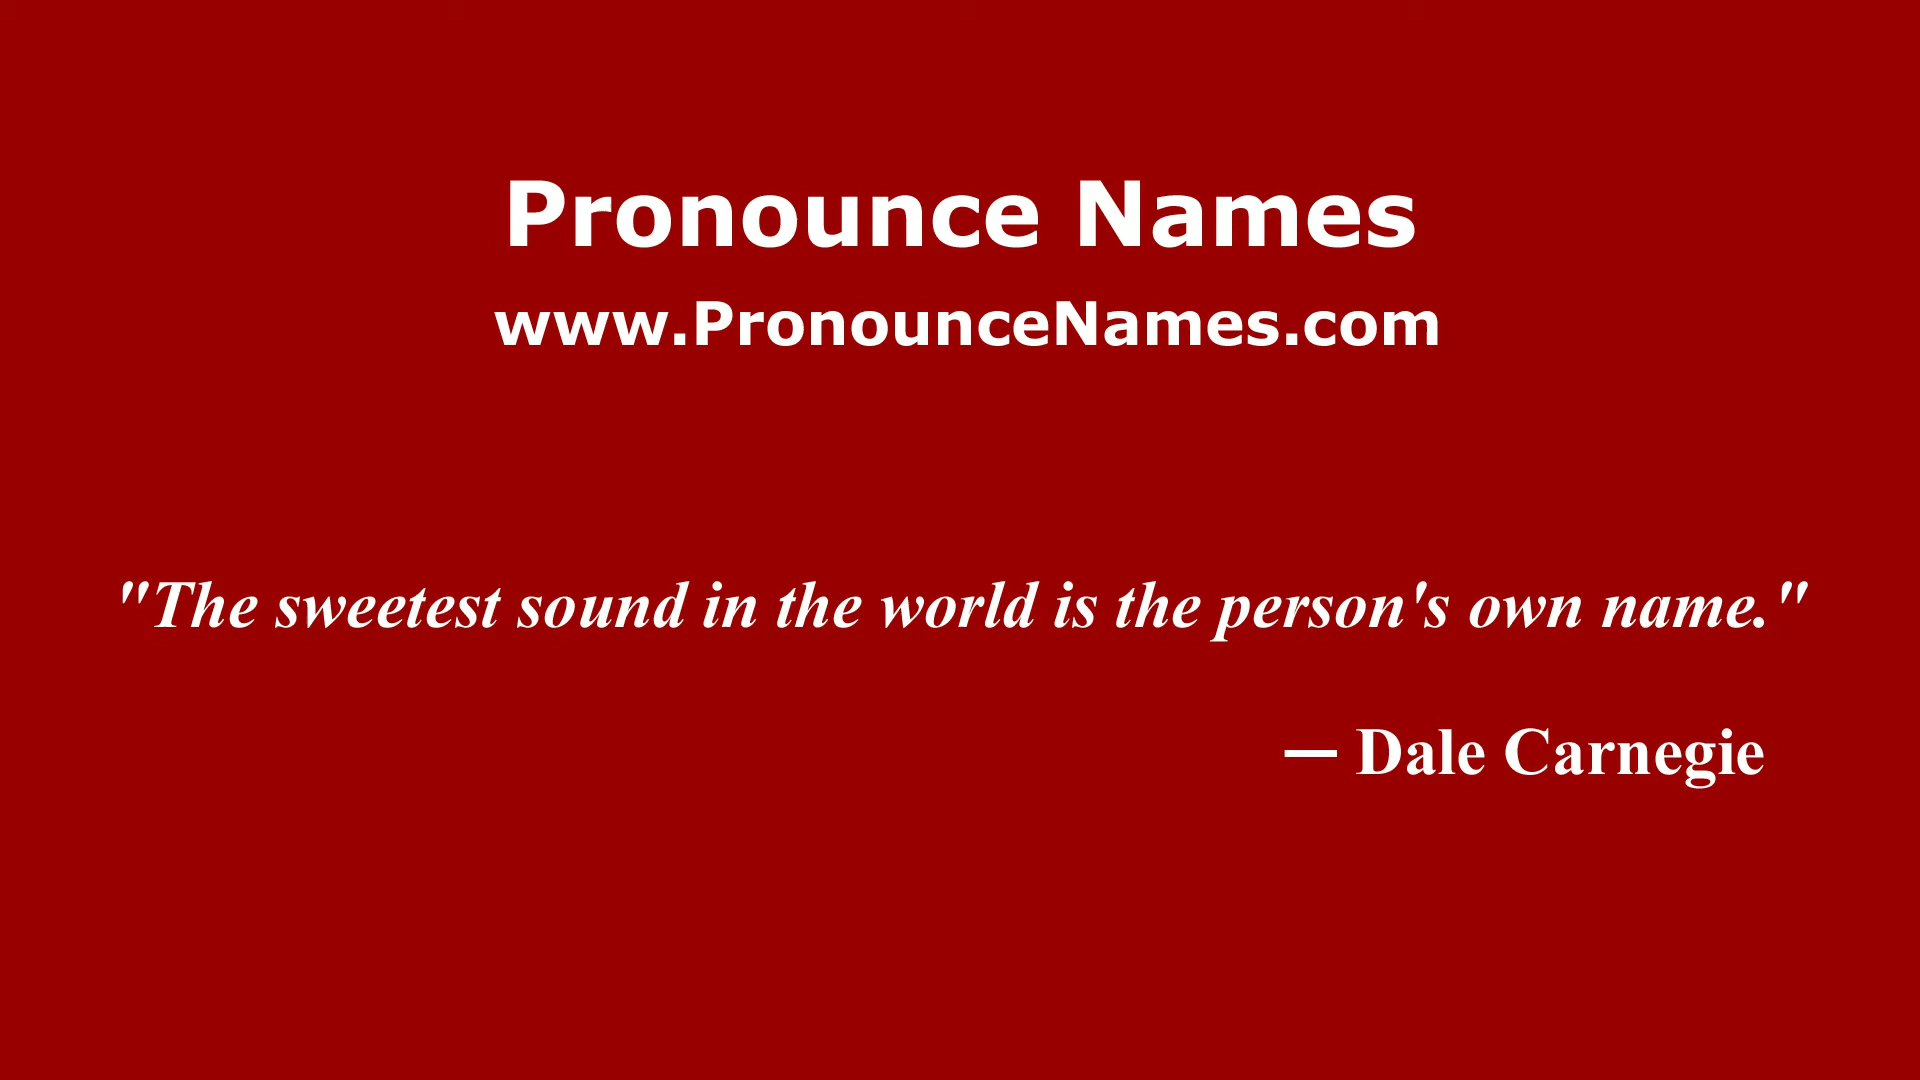 Pronounce Names
www.PronounceNames.com
"The sweetest sound in the world is the person's own name."
— Dale Carnegie